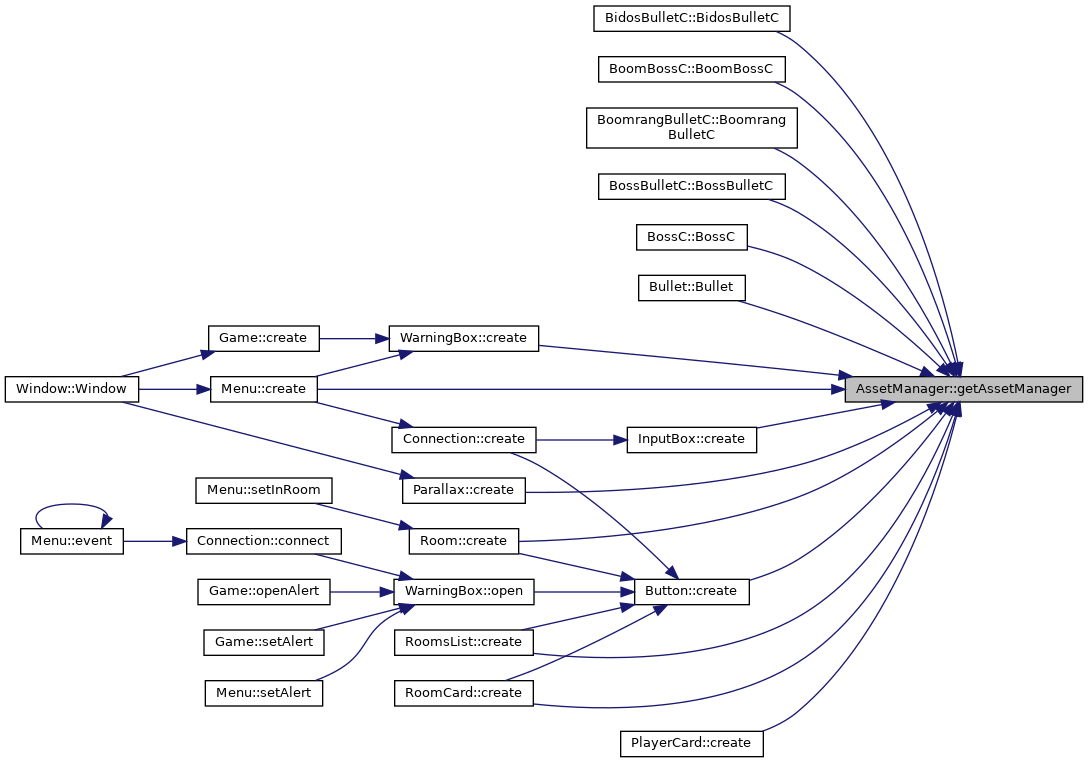 BidosBulletC::BidosBulletC
BoomBossC::BoomBossC
BoomrangBulletC::Boomrang
BulletC
BossBulletC::BossBulletC
BossC::BossC
Bullet::Bullet
Game::create
WarningBox::create
Window::Window
Menu::create
AssetManager::getAssetManager
Connection::create
InputBox::create
Menu::setInRoom
Parallax::create
Menu::event
Connection::connect
Room::create
Game::openAlert
WarningBox::open
Button::create
Game::setAlert
RoomsList::create
Menu::setAlert
RoomCard::create
PlayerCard::create